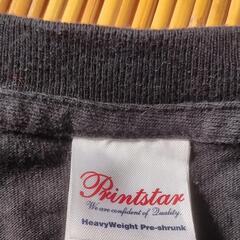 Printstar
We are confident of Quality.
HeavyWeight Pre-shrunk